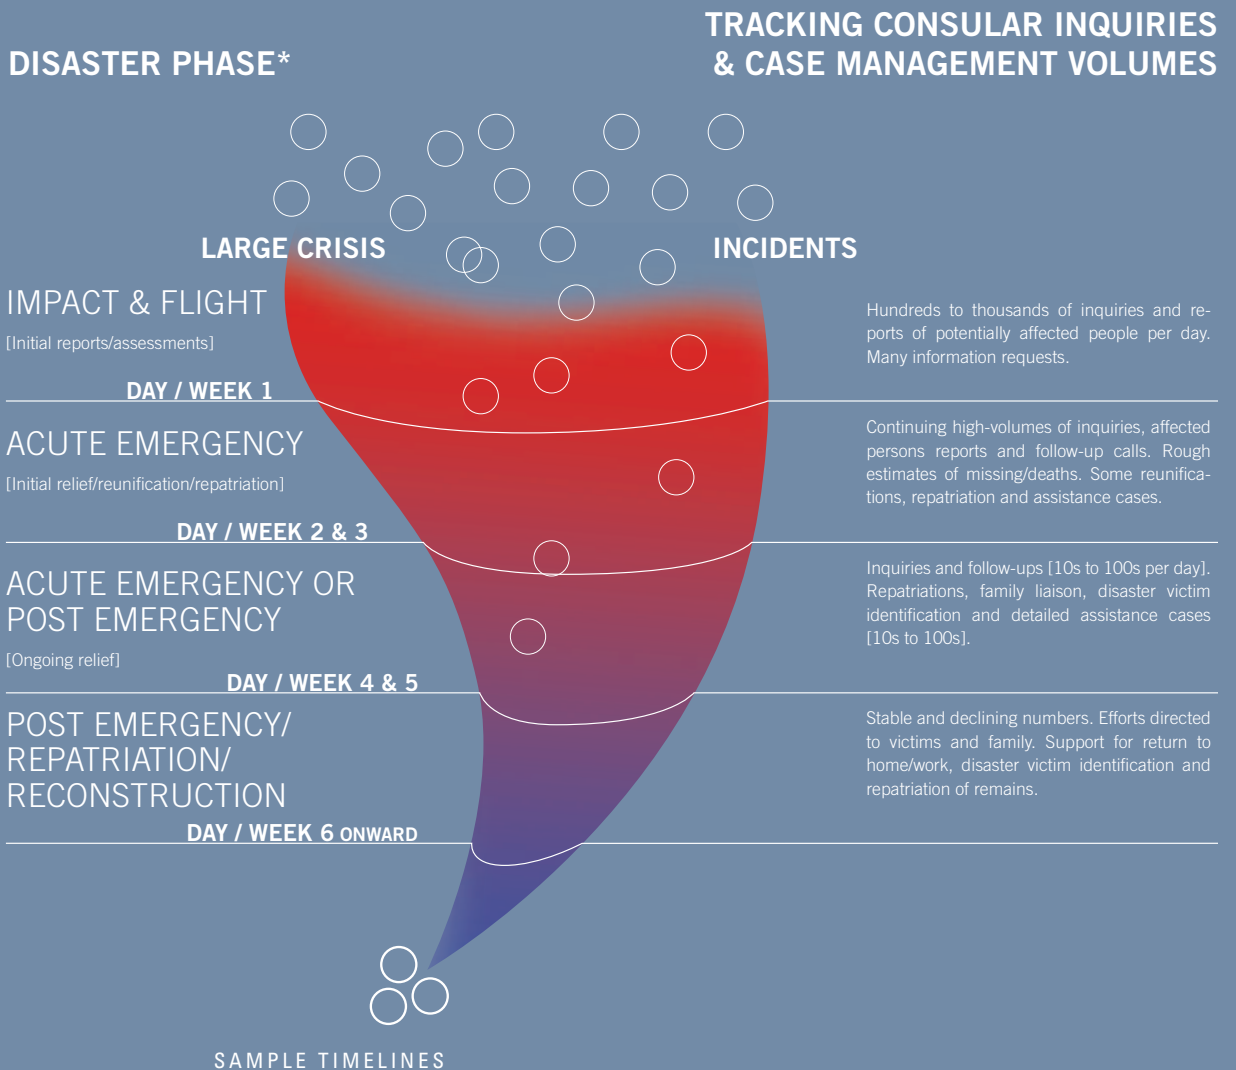 DISASTER PHASE*
TRACKING CONSULAR INQUIRIES
& CASE MANAGEMENT VOLUMES
LARGE CRISIS
INCIDENTS
IMPACT & FLIGHT
[Initial reports/assessments]
DAY / WEEK 1
Hundreds to thousands of inquiries and re-
ports of potentially affected people per day.
Many information requests.
ACUTE EMERGENCY
[Initial relief/reunification/repatriation]
DAY / WEEK 2 & 3
Continuing high-volumes of inquiries, affected
persons reports and follow-up calls. Rough
estimates of missing/deaths. Some reunifica-
tions, repatriation and assistance cases.
ACUTE EMERGENCY OR
POST EMERGENCY
[Ongoing relief]
DAY / WEEK 4 & 5
Inquiries and follow-ups [10s to 100s per day].
Repatriations, family liaison, disaster victim
identification and detailed assistance cases
[10s to 100s].
POST EMERGENCY/
REPATRIATION/
RECONSTRUCTION
DAY / WEEK 6 ONWARD
Stable and declining numbers. Efforts directed
to victims and family. Support for return to
home/work, disaster victim identification and
repatriation of remains.
SAMPLE TIMELINES